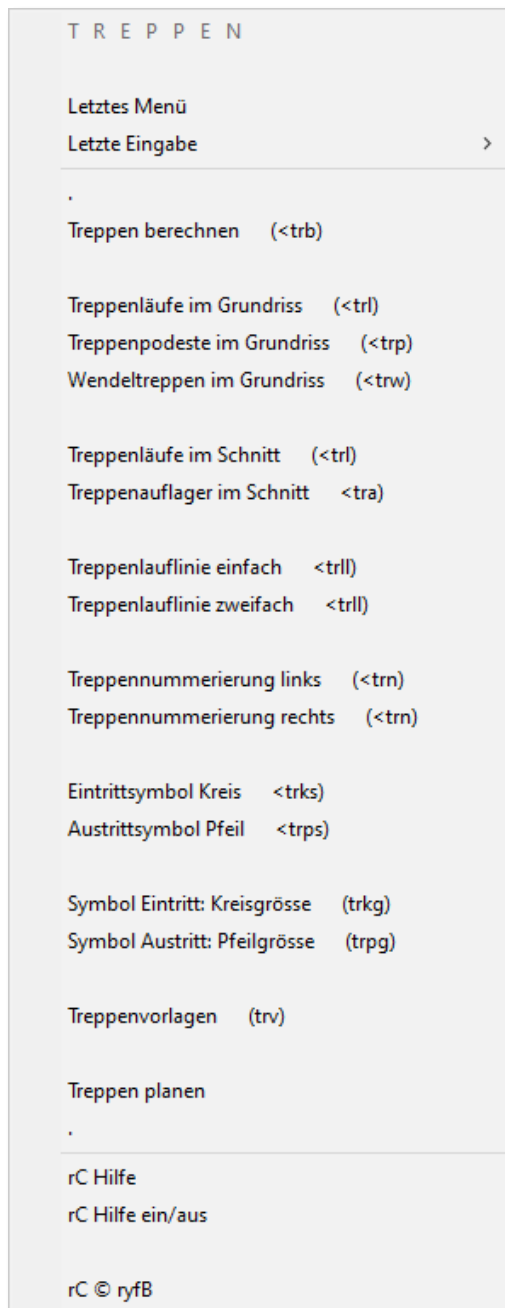 T R E P P E N
Letztes Menü
Letzte Eingabe >
.
Treppen berechnen (<trb)
Treppenläufe im Grundriss (<trl)
Treppenpodeste im Grundriss (<trp)
Wendeltreppen im Grundriss (<trw)
Treppenläufe im Schnitt (<trl)
Treppenauflager im Schnitt <tra)
Treppenlauflinie einfach <trll)
Treppenlauflinie zweifach <trll)
Treppennummerierung links (<trn)
Treppennummerierung rechts (<trn)
Eintrittsymbol Kreis <trks)
Austrittsymbol Pfeil <trps)
Symbol Eintritt: Kreisgrösse (trkg)
Symbol Austritt: Pfeilgrösse (trpg)
Treppenvorlagen (trv)
Treppen planen
.
rC Hilfe
rC Hilfe ein/aus
rC © ryfB